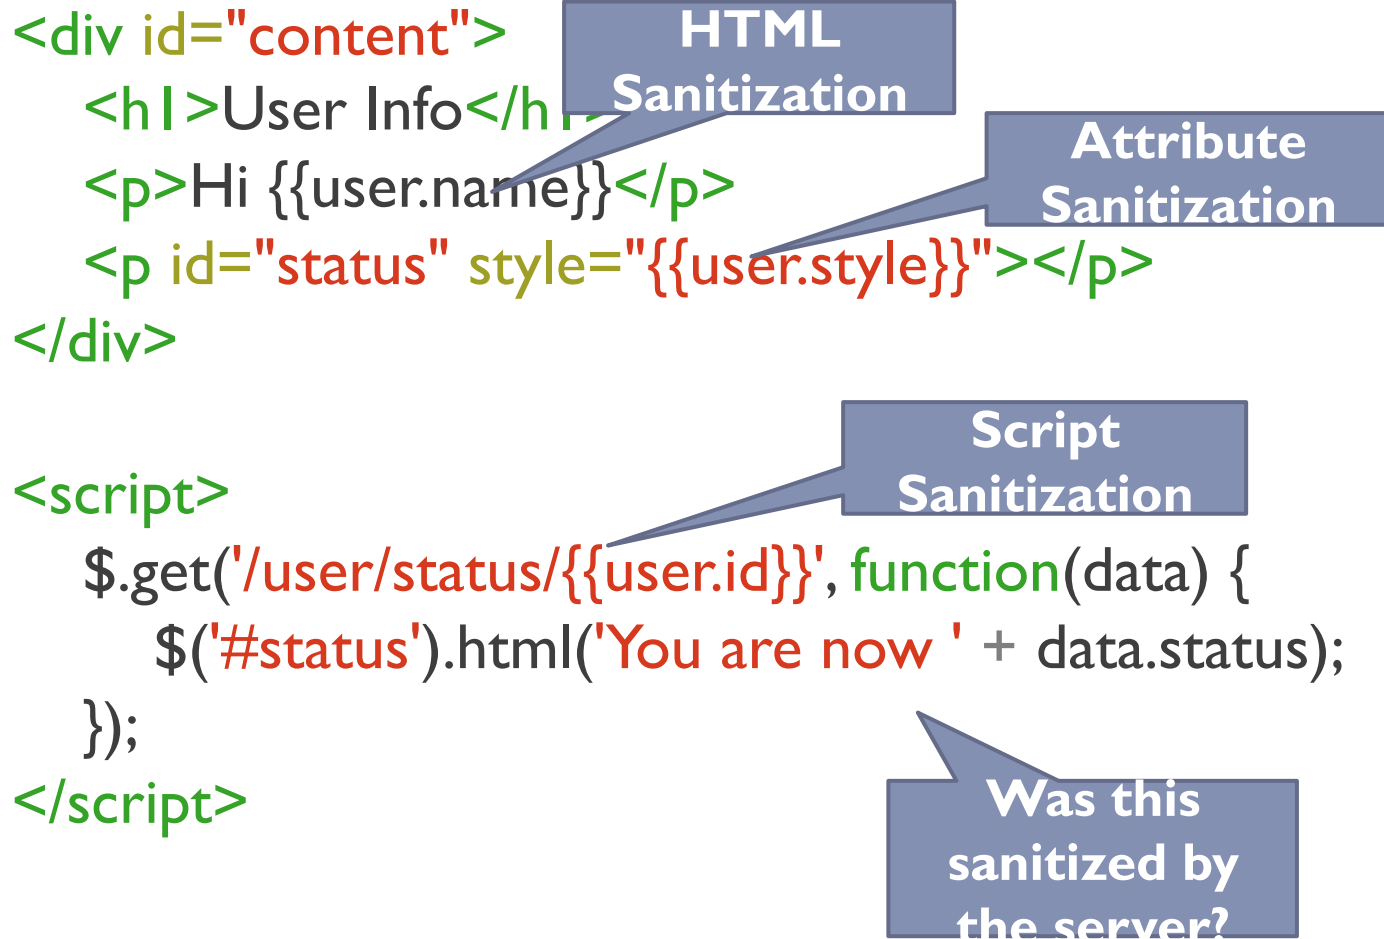 <div id="content">
<h1>User Info</h1>
<p>Hi {{user.name}}</p>
<p id="status" style="{{user.style}}"></p>
</div>
<script>
$.get('/user/status/{{user.id}}', function(data) {
$('#status').html('You are now ' + data.status);
});
</script>
HTML
Sanitization
Attribute
Sanitization
Script
Sanitization
Was this
sanitized by
the server?